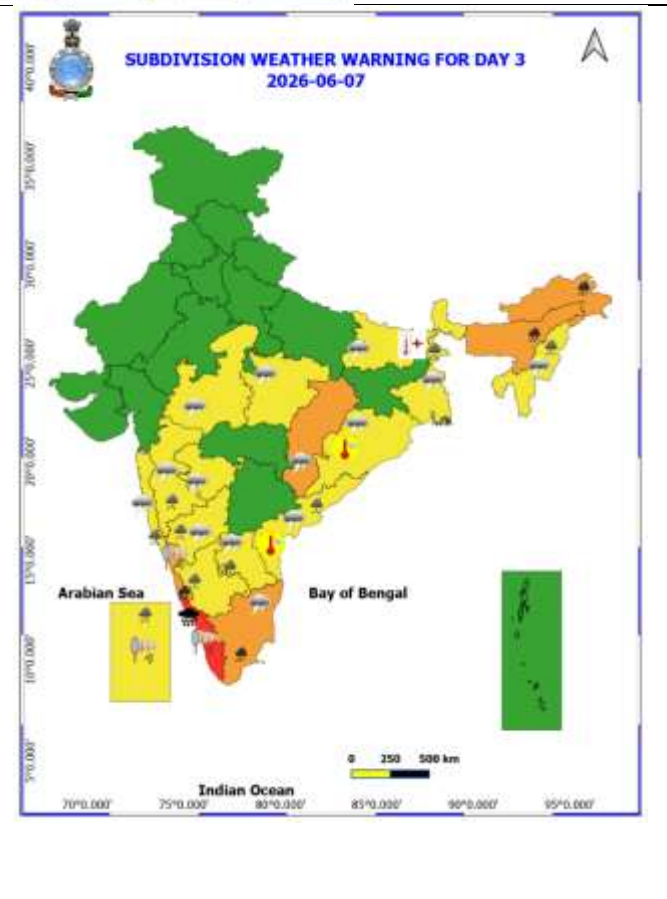 SUBDIVISION WEATHER WARNING FOR DAY 3
2026-06-07
40°0.000'
35°0.000'
30°0.000'
25°0.000'
20°0.000'
15°0.000'
Arabian Sea
Bay of Bengal
10°0.000'
5°0.000'
0 250 500 km
Indian Ocean
70°0.000' 75°0.000' 80°0.000' 85°0.000' 90°0.000' 95°0.000'